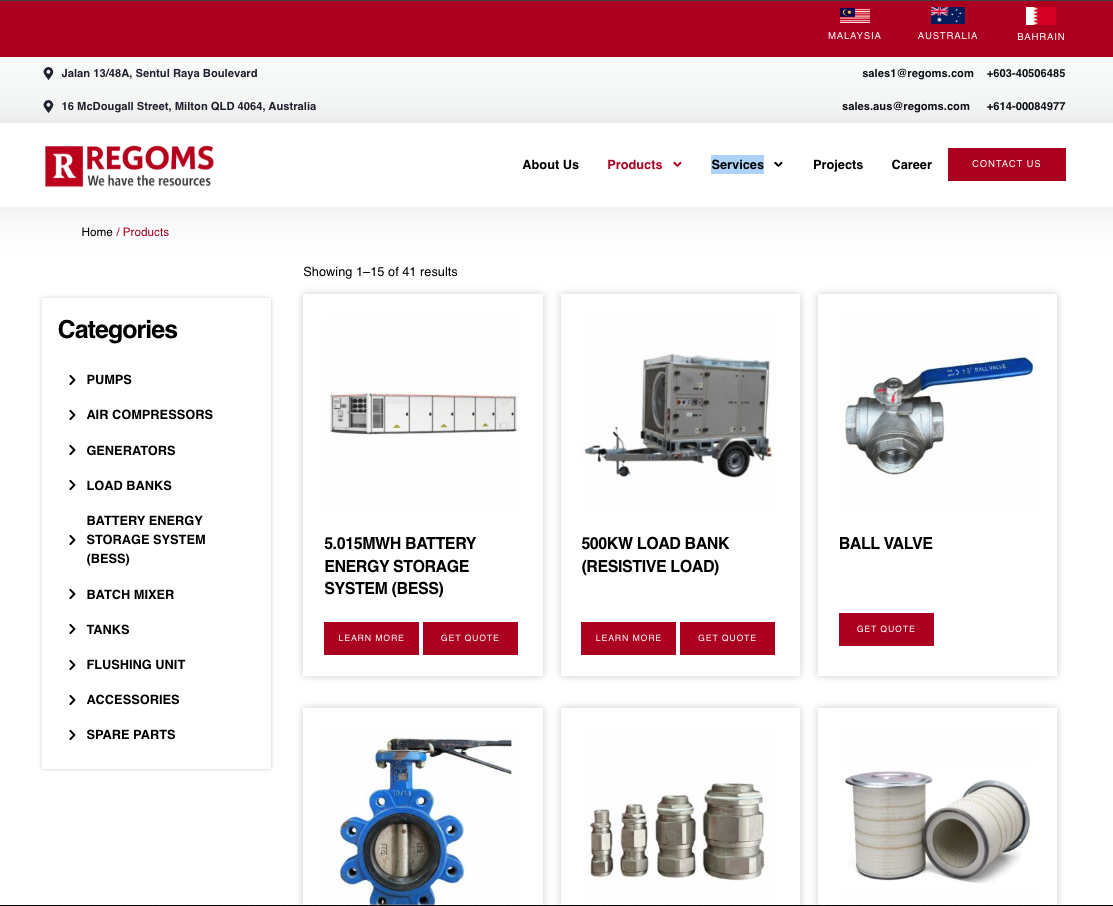 MALAYSIA
AUSTRALIA
BAHRAIN
Jalan 13/48A, Sentul Raya Boulevard
sales1@regoms.com +603-40506485
16 McDougall Street, Milton QLD 4064, Australia
sales.aus@regoms.com +614-00084977
R REGOMS
We have the resources
About Us
Products
Services
Projects
Career
CONTACT US
Home / Products
Showing 1–15 of 41 results
Categories
PUMPS
AIR COMPRESSORS
GENERATORS
LOAD BANKS
BATTERY ENERGY
STORAGE SYSTEM
(BESS)
BATCH MIXER
TANKS
FLUSHING UNIT
ACCESSORIES
SPARE PARTS
5.015MWH BATTERY
ENERGY STORAGE
SYSTEM (BESS)
LEARN MORE
GET QUOTE
500KW LOAD BANK
(RESISTIVE LOAD)
LEARN MORE
GET QUOTE
BALL VALVE
BALL VALVE
GET QUOTE